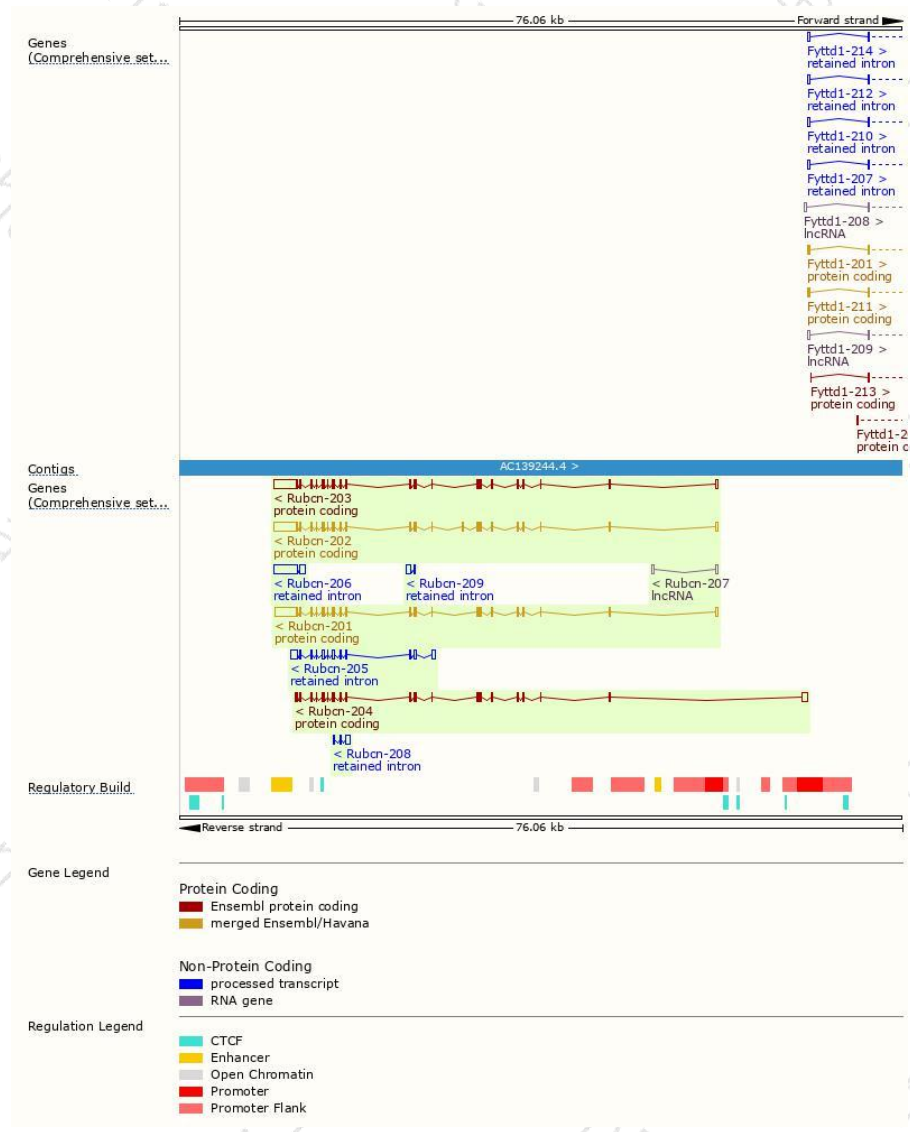 76.06 kb
Forward strand
Genes
(Comprehensive set...
Fyttd1-214 >
retained intron
Fyttd1-212 >
retained intron
Fyttd1-210 >
retained intron
Fyttd1-207 >
retained intron
Fyttd1-208 >
lncRNA
Fyttd1-201 >
protein coding
Fyttd1-211 >
protein coding
Fyttd1-209 >
lncRNA
Fyttd1-213 >
protein coding
Fyttd1-2
protein c
Contigs
AC139244.4 >
Genes
(Comprehensive set...
< Rubcn-203
protein coding
< Rubcn-202
protein coding
< Rubcn-206
retained intron
< Rubcn-209
retained intron
< Rubcn-207
lncRNA
< Rubcn-201
protein coding
< Rubcn-205
retained intron
< Rubcn-204
protein coding
< Rubcn-208
retained intron
Regulatory Build
Reverse strand
76.06 kb
Gene Legend
Protein Coding
Ensembl protein coding
merged Ensembl/Havana
Non-Protein Coding
processed transcript
RNA gene
Regulation Legend
CTCF
Enhancer
Open Chromatin
Promoter
Promoter Flank